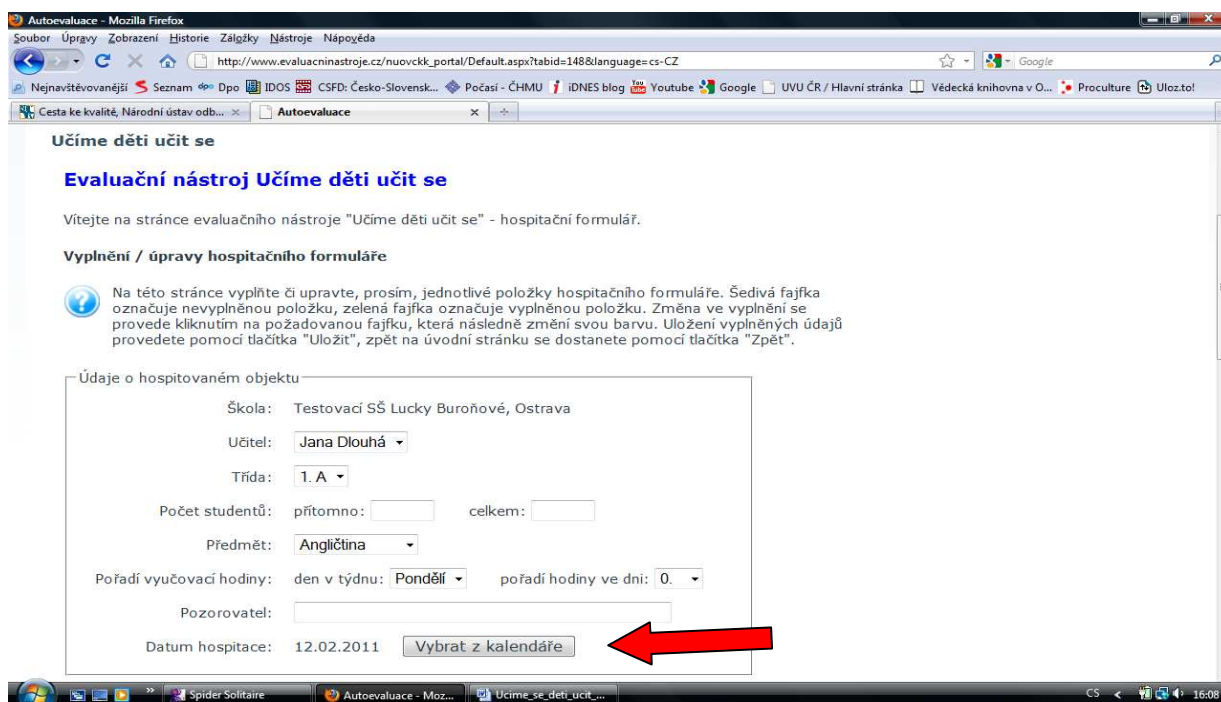 Autoevaluace - Mozilla Firefox
Soubor Úpravy Zobrazení Historie Záložky Nástroje Nápověda
http://www.evaluacninastroje.cz/nuovckk_portal/Default.aspx?tabid=148&language=cs-CZ
Google
Nejnavštěvovanější Seznam dpo Dpo IDOS CSFD: Česko-Slovensk... Počasí - ČHMU iDNES blog Youtube Google UVU ČR / Hlavní stránka Vědecká knihovna v O... Proculture Uloz.to!
Cesta ke kvalitě, Národní ústav odb... Autoevaluace
Učíme děti učit se
Evaluační nástroj Učíme děti učit se
Vítejte na stránce evaluačního nástroje "Učíme děti učit se" - hospitační formulář.
Vyplnění / úpravy hospitačního formuláře
Na této stránce vyplňte či upravte, prosím, jednotlivé položky hospitačního formuláře. Šedivá fajfka
označuje nevyplněnou položku, zelená fajfka označuje vyplněnou položku. Změna ve vyplnění se
provede kliknutím na požadovanou fajfku, která následně změní svou barvu. Uložení vyplněných údajů
provedete pomocí tlačítka "Uložit", zpět na úvodní stránku se dostanete pomocí tlačítka "Zpět".
Údaje o hospitovaném objektu
Škola: Testovací SŠ Lucky Buroňové, Ostrava
Učitel: Jana Dlouhá
Třída: 1. A
Počet studentů: přítomno: celkem:
Předmět: Angličtina
Pořadí vyučovací hodiny: den v týdnu: Pondělí pořadí hodiny ve dni: 0.
Pozorovatel:
Datum hospitace: 12.02.2011 Vybrat z kalendáře
Spider Solitaire Autoevaluace - Moz... Ucime_se_deti_ucit_... CS 16:08